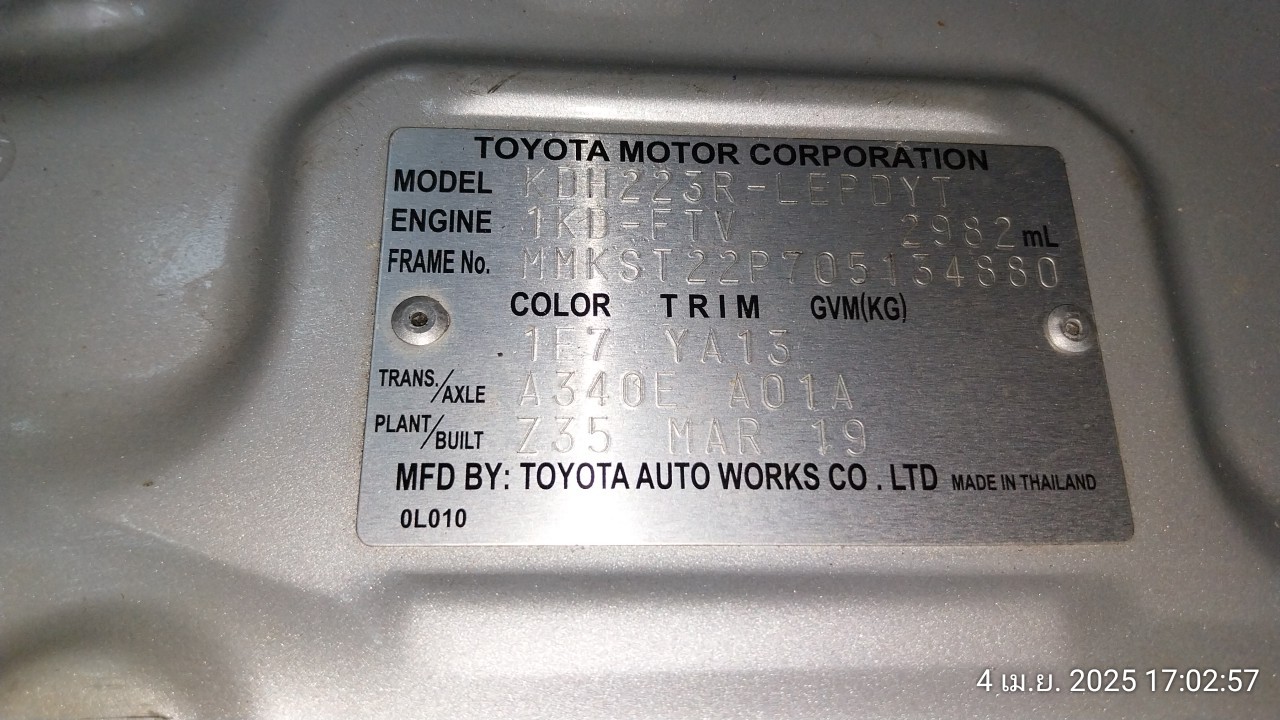 TOYOTA MOTOR CORPORATION
MODEL KDH223R-LEPDYT
ENGINE 1KD-FTV 2982 mL
FRAME No. MMKST22P705134880
COLOR TRIM GVM(KG)
1E7 YA13
TRANS./AXLE A340E A01A
PLANT/BUILT Z35 MAR 19
MFD BY: TOYOTA AUTO WORKS CO . LTD MADE IN THAILAND
0L010
4 เม.ย. 2025 17:02:57